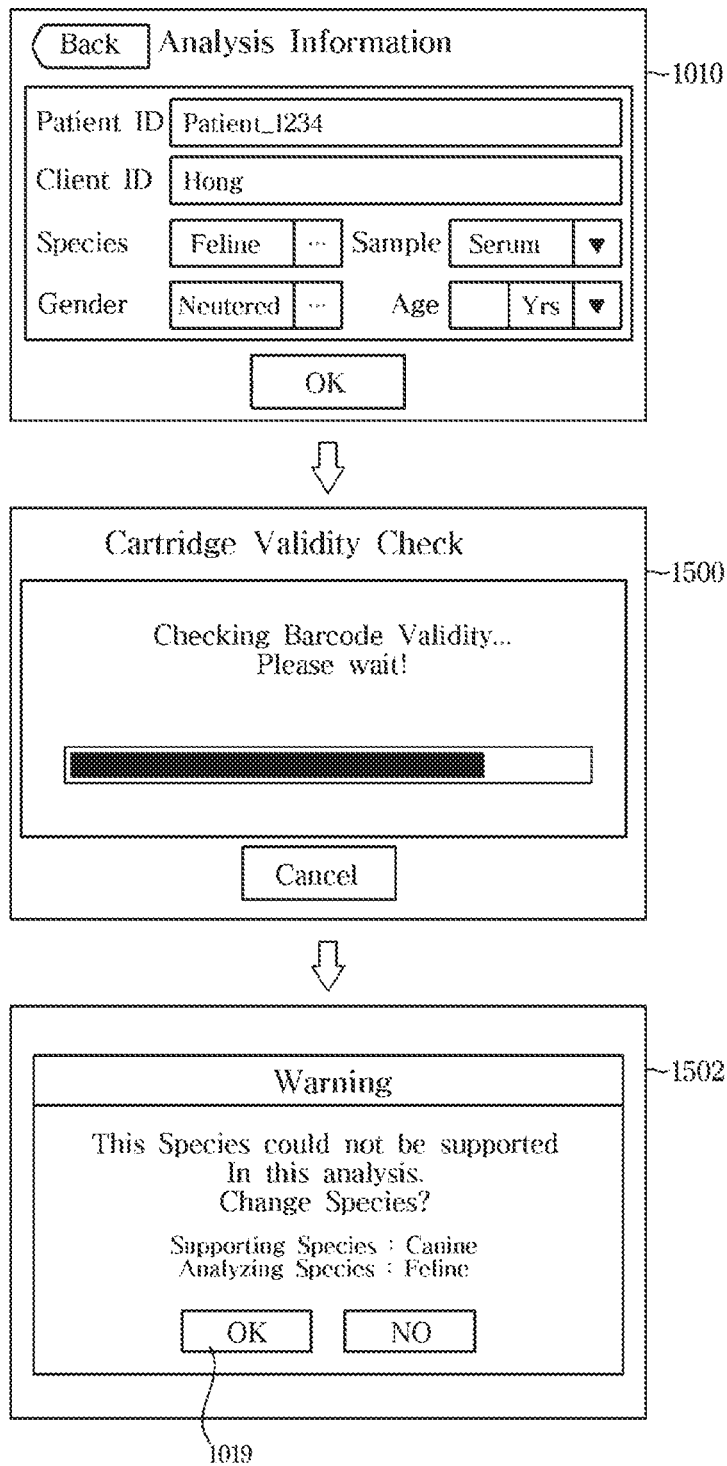 Back Analysis Information
1010
Patient ID Patient_1234
Client ID Hong
Species Feline ... Sample Serum ▼
Gender Neutered ... Age Yrs ▼
OK
Cartridge Validity Check
1500
Checking Barcode Validity...
Please wait!
Cancel
1502
Warning
This Species could not be supported
In this analysis.
Change Species?
Supporting Species : Canine
Analyzing Species : Feline
OK NO
1019